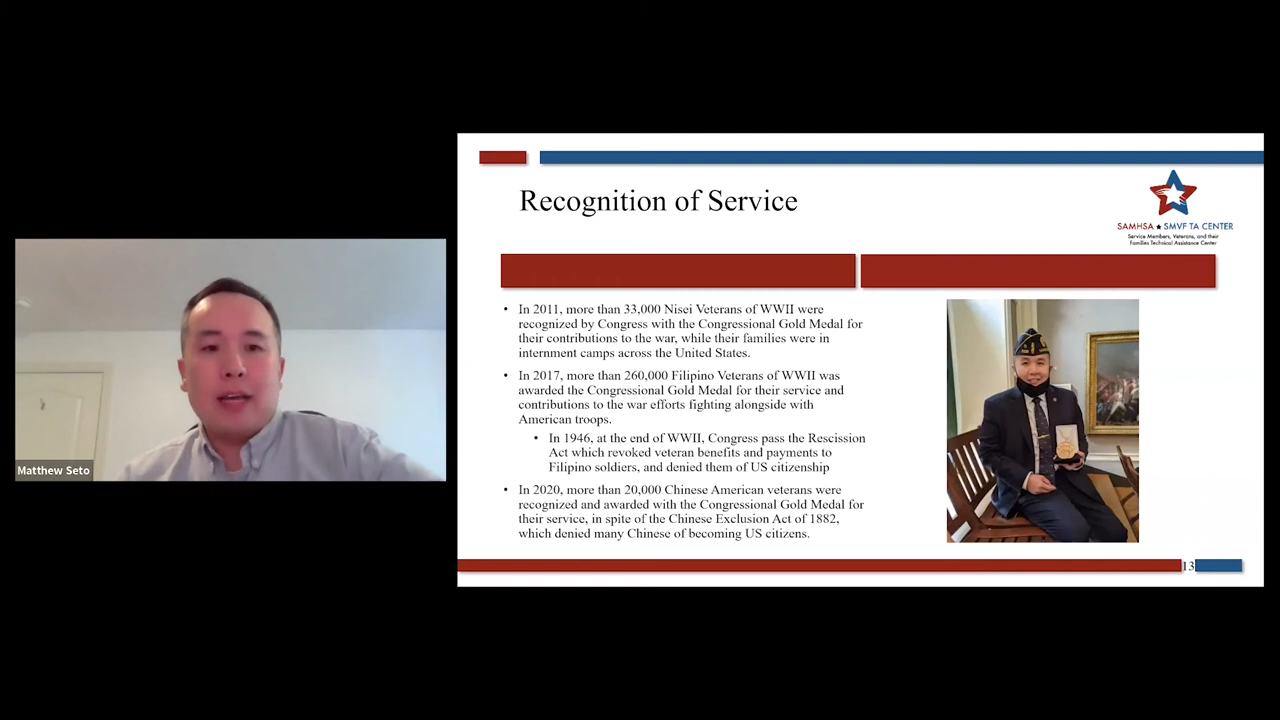 Recognition of Service
SAMHSA ★ SMVF TA CENTER
Service Members, Veterans, and their
Families Technical Assistance Center
• In 2011, more than 33,000 Nisei Veterans of WWII were
recognized by Congress with the Congressional Gold Medal for
their contributions to the war, while their families were in
internment camps across the United States.
• In 2017, more than 260,000 Filipino Veterans of WWII was
awarded the Congressional Gold Medal for their service and
contributions to the war efforts fighting alongside with
American troops.
• In 1946, at the end of WWII, Congress pass the Rescission
Act which revoked veteran benefits and payments to
Filipino soldiers, and denied them of US citizenship
• In 2020, more than 20,000 Chinese American veterans were
recognized and awarded with the Congressional Gold Medal for
their service, in spite of the Chinese Exclusion Act of 1882,
which denied many Chinese of becoming US citizens.
13
Matthew Seto